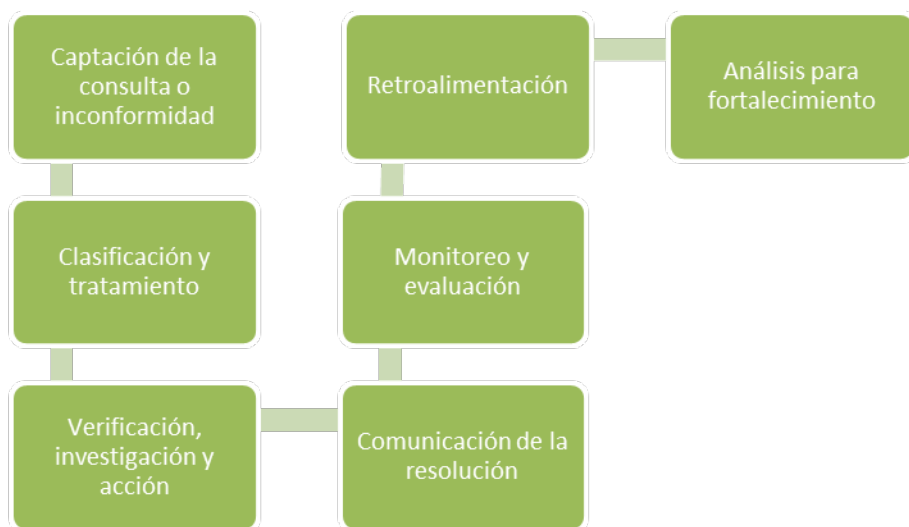 Captación de la
consulta o
inconformidad
Clasificación y
tratamiento
Verificación,
investigación y
acción
Comunicación de la
resolución
Monitoreo y
evaluación
Retroalimentación
Análisis para
fortalecimiento